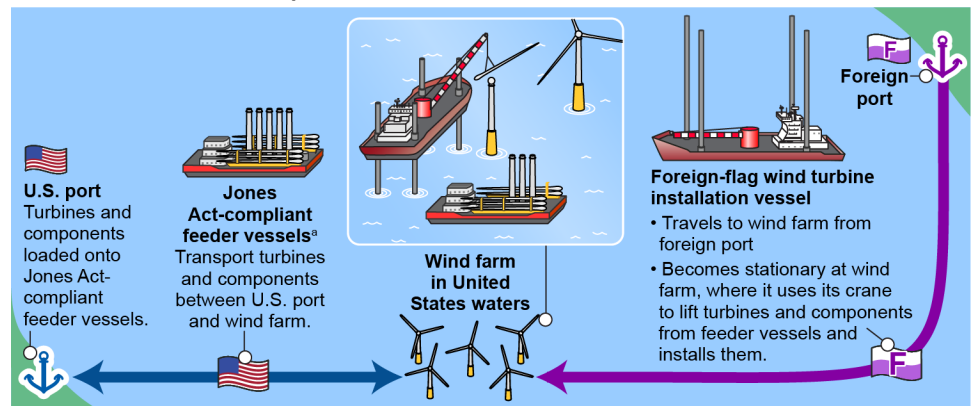 U.S. port
Turbines and
components
loaded onto
Jones Act-
compliant
feeder vessels.
Jones
Act-compliant
feeder vesselsᵃ
Transport turbines
and components
between U.S. port
and wind farm.
Wind farm
in United
States waters
F
Foreign
port
Foreign-flag wind turbine
installation vessel
• Travels to wind farm from
foreign port
• Becomes stationary at wind
farm, where it uses its crane
to lift turbines and components
from feeder vessels and
installs them.
F